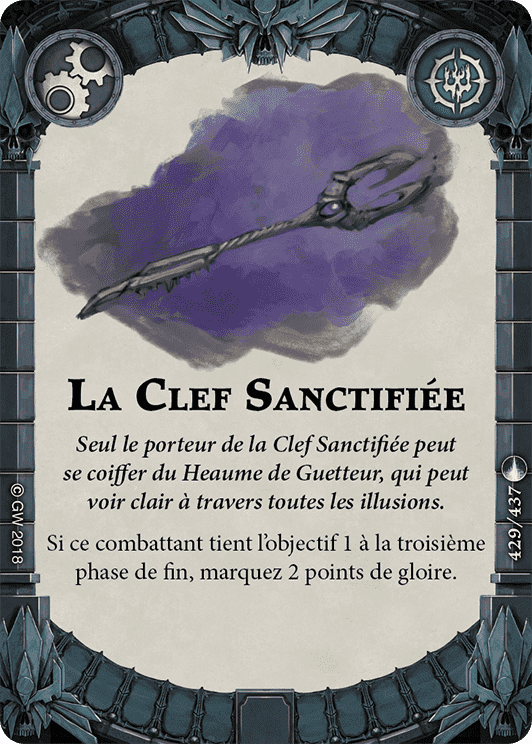 La Clef Sanctifiée
Seul le porteur de la Clef Sanctifiée peut
se coiffer du Heaume de Guetteur, qui peut
voir clair à travers toutes les illusions.
Si ce combattant tient l'objectif 1 à la troisième
phase de fin, marquez 2 points de gloire.
© GW 2018
429/437